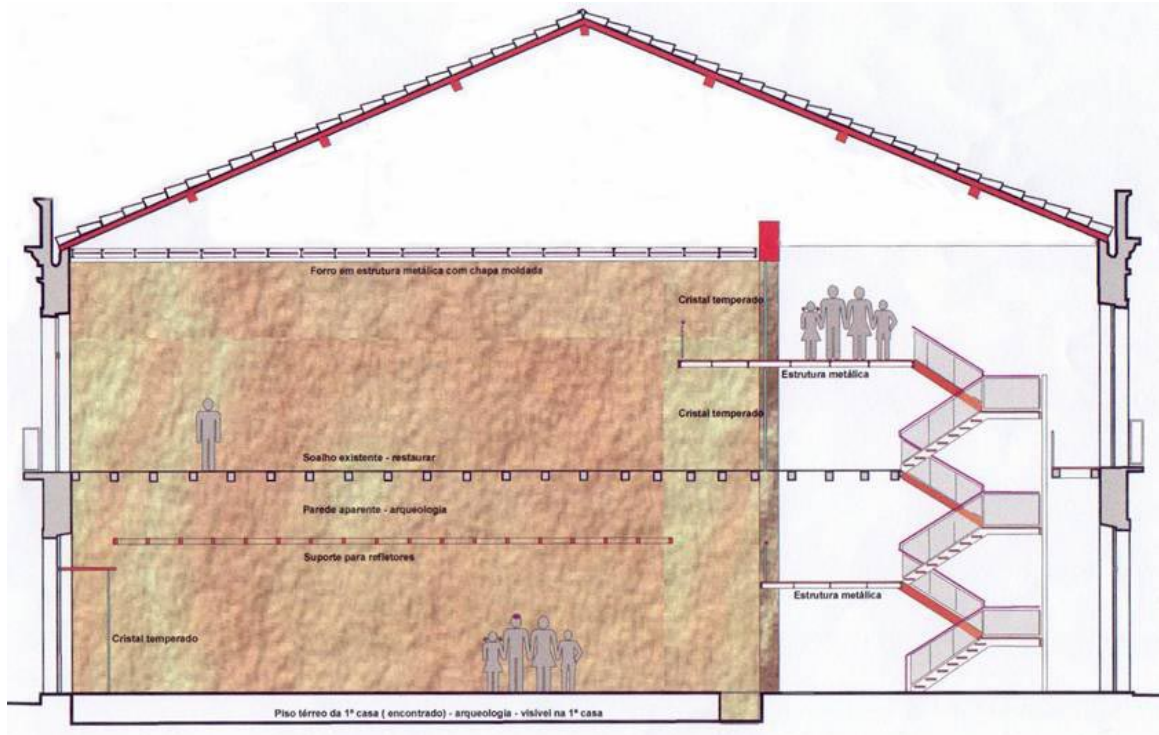 Forro em estrutura metálica com chapa moldada
Cristal temperado
Estrutura metálica
Cristal temperado
Soalho existente - restaurar
Parede aparente - arqueologia
Suporte para refletores
Estrutura metálica
Cristal temperado
Piso térreo da 1ª casa ( encontrado) - arqueologia - visível na 1ª casa